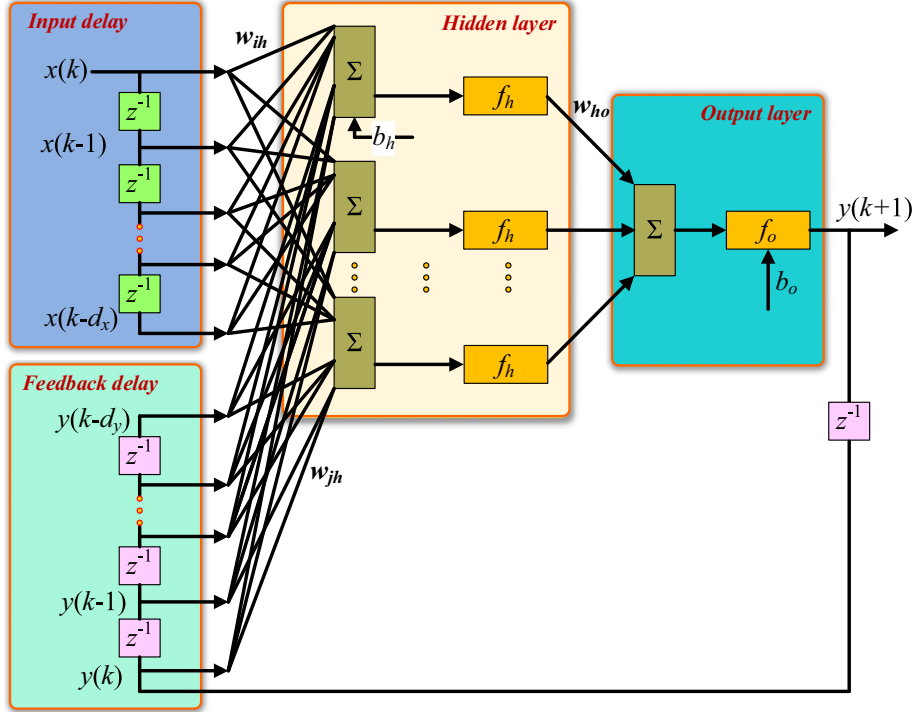 Input delay
x(k)
z⁻¹
x(k-1)
z⁻¹
z⁻¹
x(k-dₓ)
Feedback delay
y(k-d_y)
z⁻¹
z⁻¹
y(k-1)
z⁻¹
y(k)
w_ih
w_jh
Hidden layer
Σ
f_h
b_h
Σ
f_h
Σ
f_h
w_ho
Output layer
Σ
f_o
b_o
y(k+1)
z⁻¹